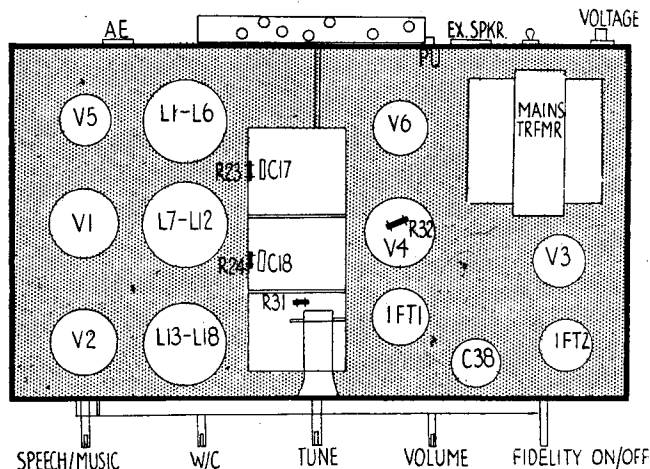 AE
PU
EX.SPKR.
VOLTAGE
V5
L1-L6
V6
MAINS
TRFMR
R23
C17
V1
L7-L12
R32
V4
R24
C18
V3
R31
V2
L13-L18
1FT1
C38
1FT2
SPEECH/MUSIC
W/C
TUNE
VOLUME
FIDELITY ON/OFF